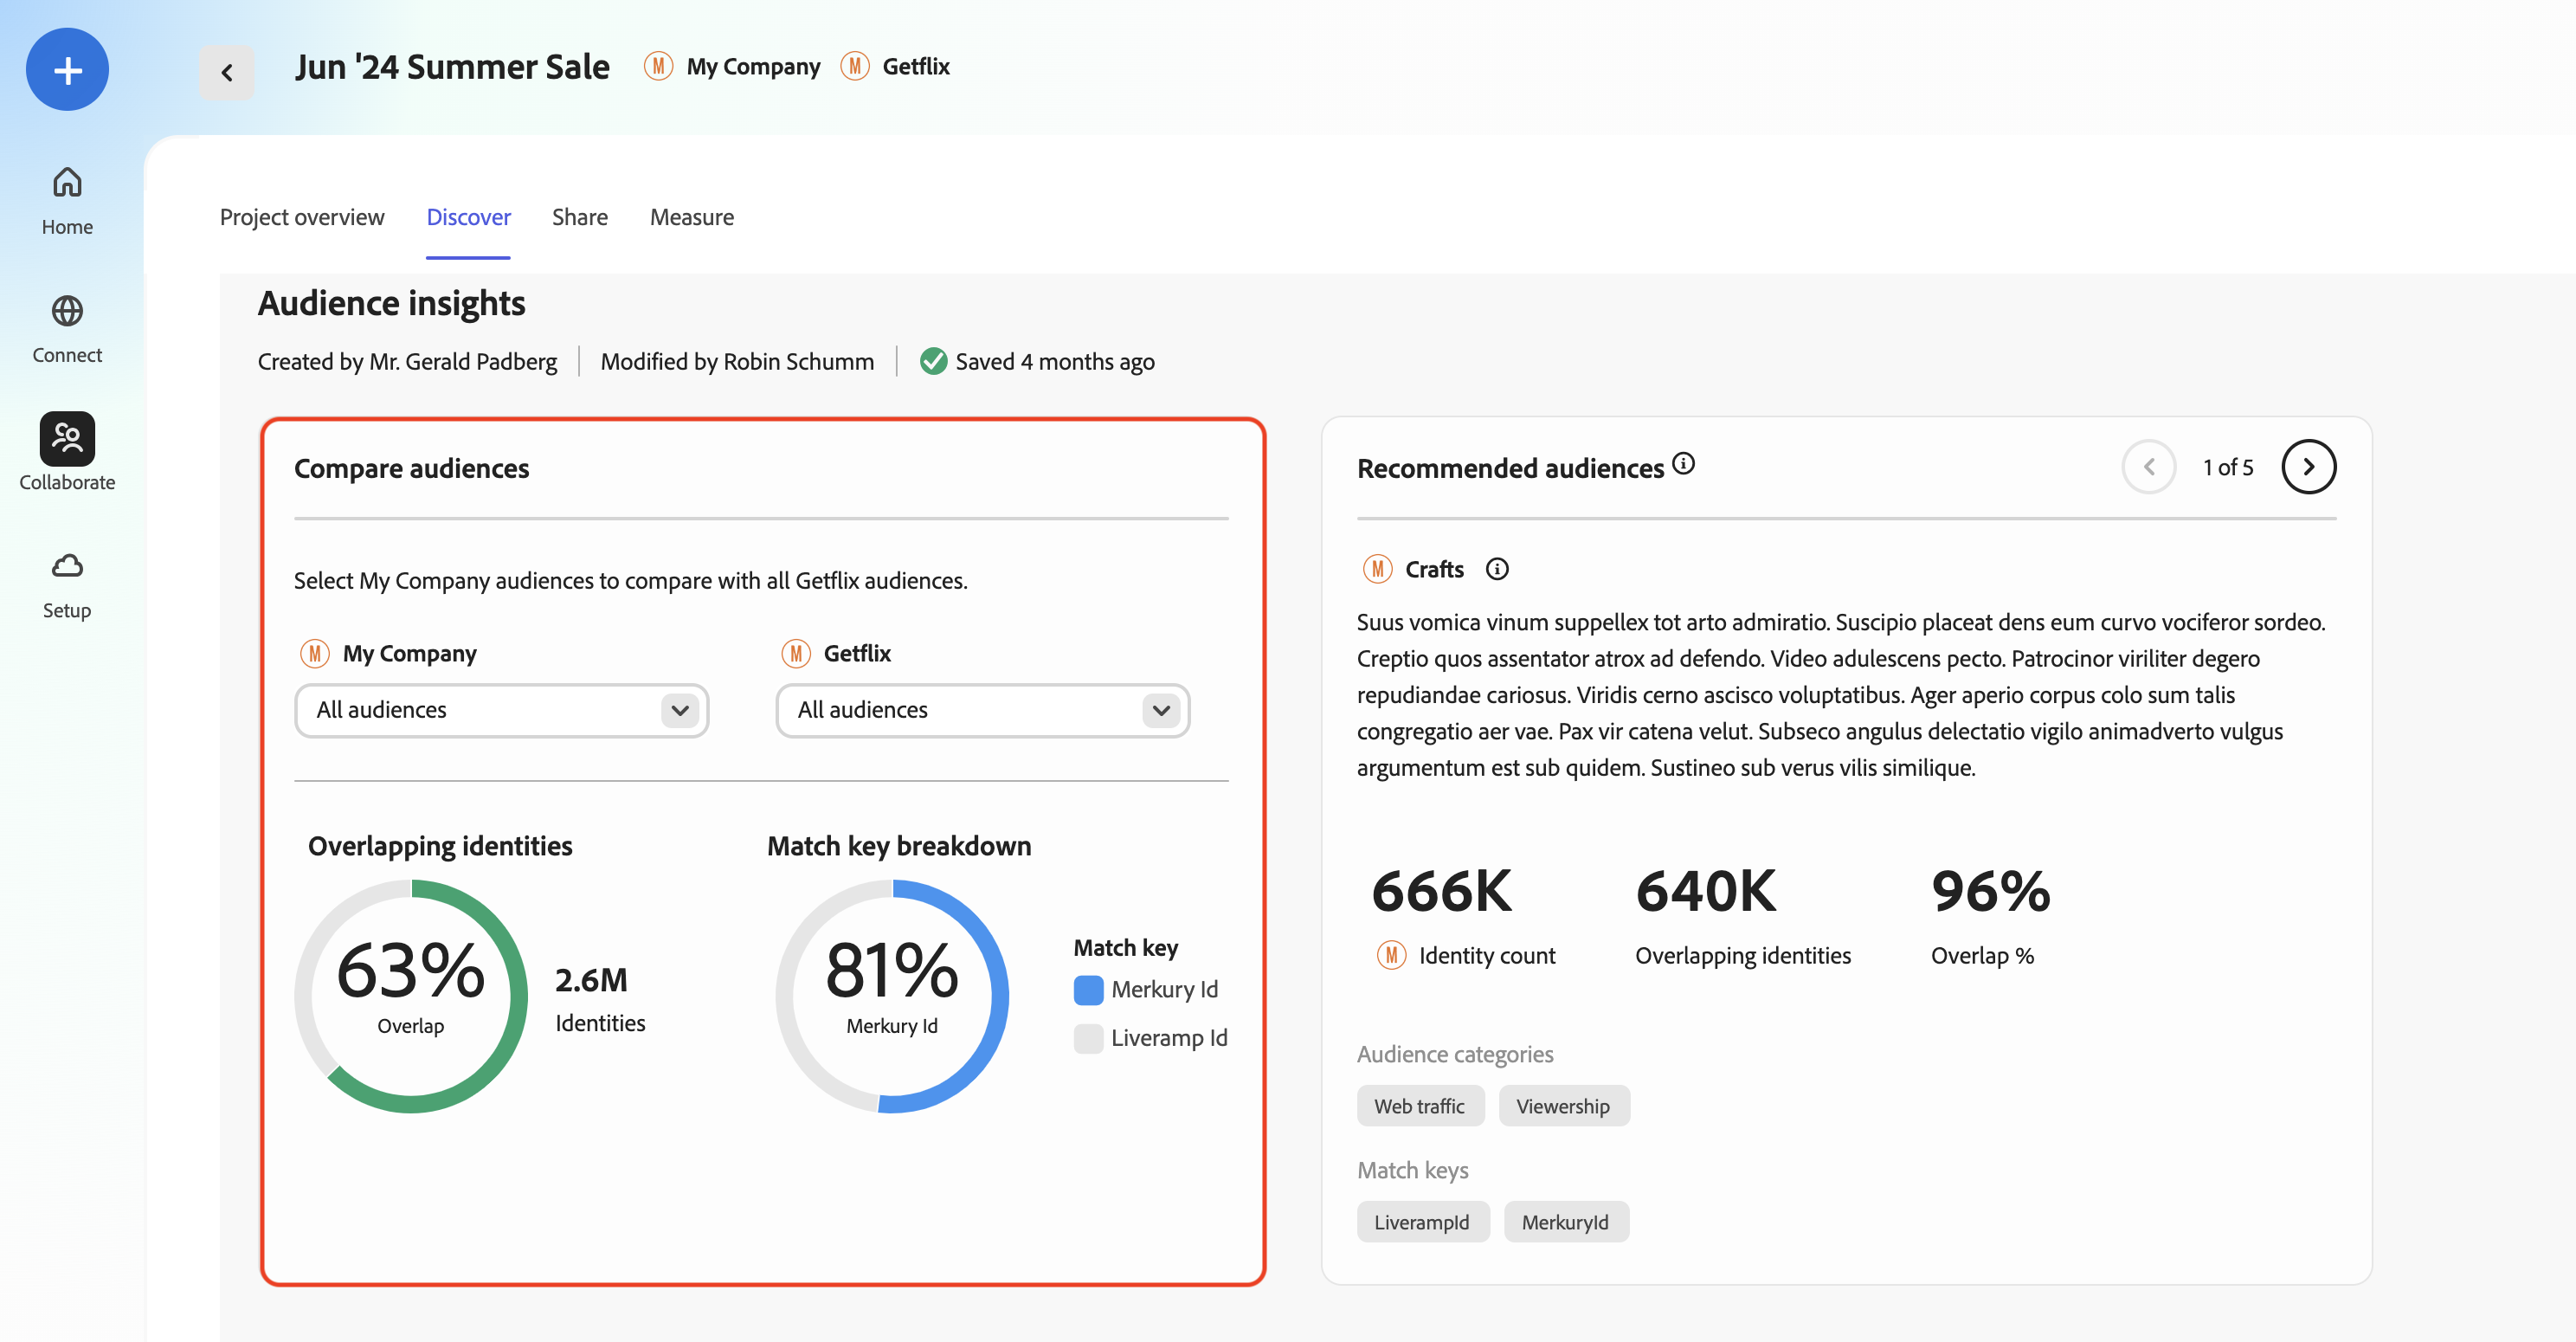 Jun '24 Summer Sale
M My Company
M Getflix
Home
Connect
Collaborate
Setup
Project overview
Discover
Share
Measure
Audience insights
Created by Mr. Gerald Padberg
Modified by Robin Schumm
Saved 4 months ago
Compare audiences
Select My Company audiences to compare with all Getflix audiences.
M My Company
All audiences
M Getflix
All audiences
Overlapping identities
63%
Overlap
2.6M
Identities
Match key breakdown
81%
Merkury Id
Match key
Merkury Id
Liveramp Id
Recommended audiences
1 of 5
M Crafts
Suus vomica vinum suppellex tot arto admiratio. Suscipio placeat dens eum curvo vociferor sordeo.
Creptio quos assentator atrox ad defendo. Video adulescens pecto. Patrocinor viriliter degero
repudiandae cariosus. Viridis cerno ascisco voluptatibus. Ager aperio corpus colo sum talis
congregatio aer vae. Pax vir catena velut. Subseco angulus delectatio vigilo animadverto vulgus
argumentum est sub quidem. Sustineo sub verus vilis similique.
666K
M Identity count
640K
Overlapping identities
96%
Overlap %
Audience categories
Web traffic
Viewership
Match keys
LiverampId
MerkuryId